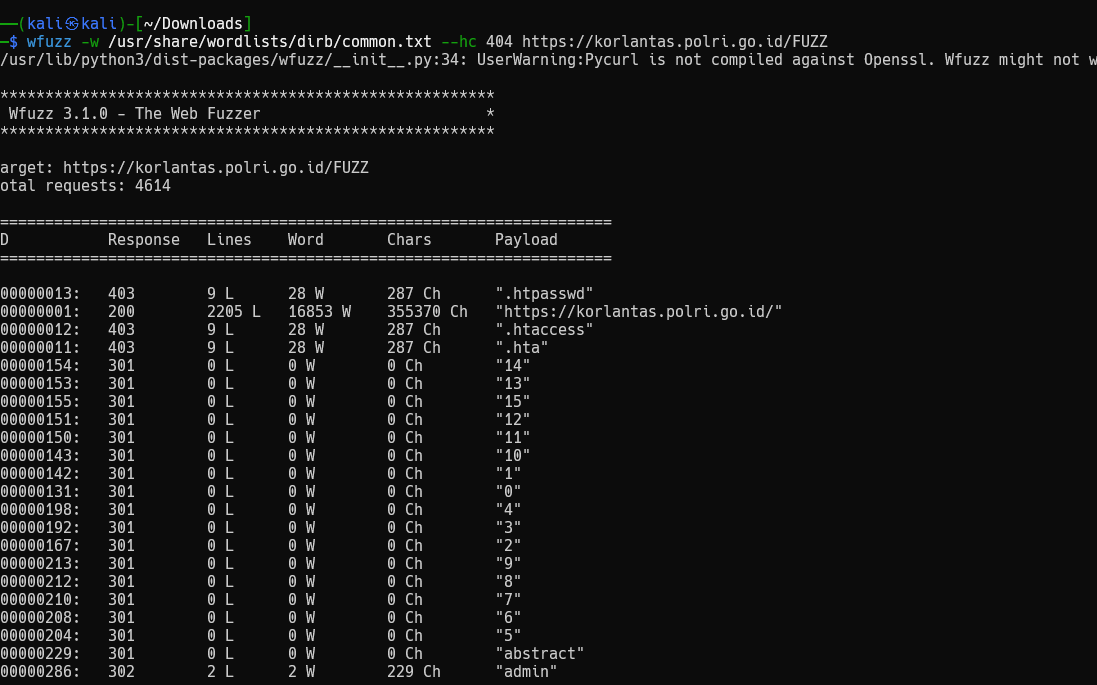 ──(kali㉿kali)-[~/Downloads]
─$ wfuzz -w /usr/share/wordlists/dirb/common.txt --hc 404 https://korlantas.polri.go.id/FUZZ
/usr/lib/python3/dist-packages/wfuzz/__init__.py:34: UserWarning:Pycurl is not compiled against Openssl. Wfuzz might not w
*******************************************************
 Wfuzz 3.1.0 - The Web Fuzzer                         *
*******************************************************
arget: https://korlantas.polri.go.id/FUZZ
otal requests: 4614
====================================================================
D           Response   Lines    Word       Chars       Payload
====================================================================
00000013:   403        9 L      28 W       287 Ch      ".htpasswd"
00000001:   200        2205 L   16853 W    355370 Ch   "https://korlantas.polri.go.id/"
00000012:   403        9 L      28 W       287 Ch      ".htaccess"
00000011:   403        9 L      28 W       287 Ch      ".hta"
00000154:   301        0 L      0 W        0 Ch        "14"
00000153:   301        0 L      0 W        0 Ch        "13"
00000155:   301        0 L      0 W        0 Ch        "15"
00000151:   301        0 L      0 W        0 Ch        "12"
00000150:   301        0 L      0 W        0 Ch        "11"
00000143:   301        0 L      0 W        0 Ch        "10"
00000142:   301        0 L      0 W        0 Ch        "1"
00000131:   301        0 L      0 W        0 Ch        "0"
00000198:   301        0 L      0 W        0 Ch        "4"
00000192:   301        0 L      0 W        0 Ch        "3"
00000167:   301        0 L      0 W        0 Ch        "2"
00000213:   301        0 L      0 W        0 Ch        "9"
00000212:   301        0 L      0 W        0 Ch        "8"
00000210:   301        0 L      0 W        0 Ch        "7"
00000208:   301        0 L      0 W        0 Ch        "6"
00000204:   301        0 L      0 W        0 Ch        "5"
00000229:   301        0 L      0 W        0 Ch        "abstract"
00000286:   302        2 L      2 W        229 Ch      "admin"